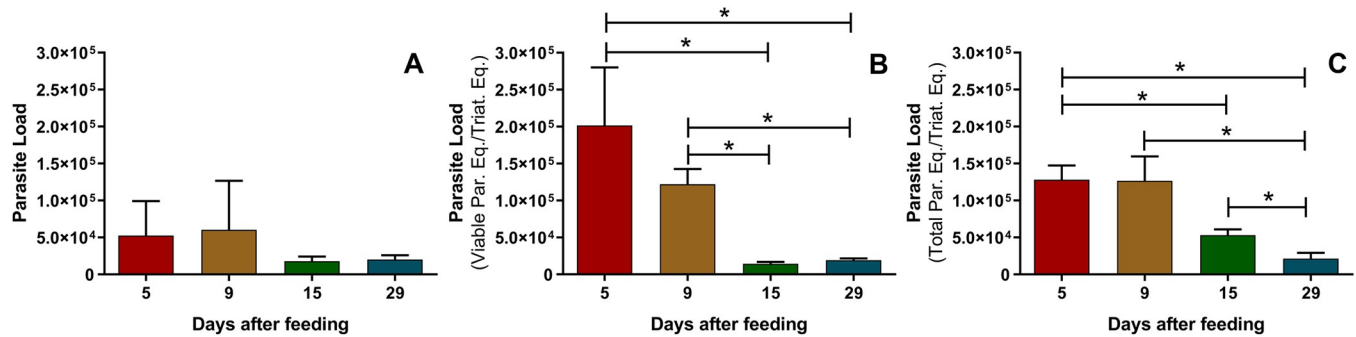 A
3.0×10⁵
2.5×10⁵
2.0×10⁵
1.5×10⁵
1.0×10⁵
5.0×10⁴
0
Parasite Load
5 9 15 29
Days after feeding
B
* 
*
*
*
3.0×10⁵
2.5×10⁵
2.0×10⁵
1.5×10⁵
1.0×10⁵
5.0×10⁴
0
Parasite Load
(Viable Par. Eq./Triat. Eq.)
5 9 15 29
Days after feeding
C
*
*
*
*
3.0×10⁵
2.5×10⁵
2.0×10⁵
1.5×10⁵
1.0×10⁵
5.0×10⁴
0
Parasite Load
(Total Par. Eq./Triat. Eq.)
5 9 15 29
Days after feeding